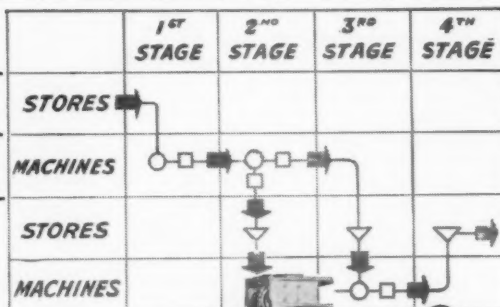 1ST 2ND 3RD 4TH
STAGE STAGE STAGE STAGE
STORES
MACHINES
STORES
MACHINES